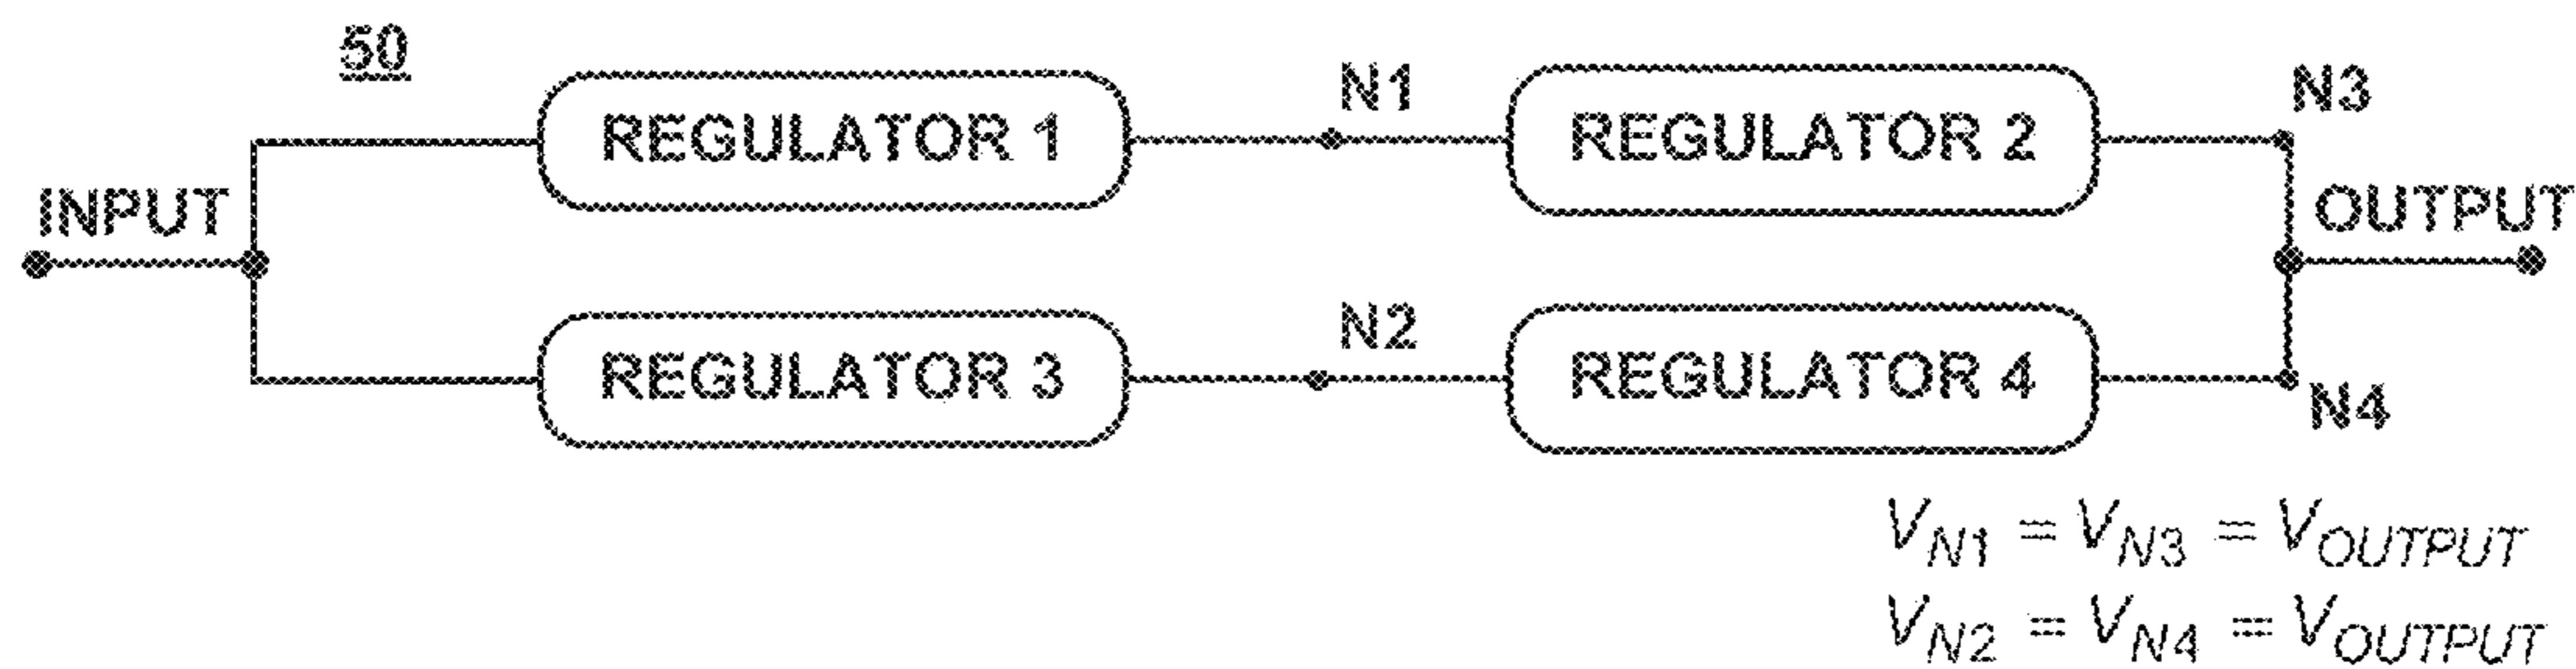 50
REGULATOR 1
N1
REGULATOR 2
N3
INPUT
OUTPUT
REGULATOR 3
N2
REGULATOR 4
N4
V_N1 = V_N3 = V_OUTPUT
V_N2 = V_N4 = V_OUTPUT